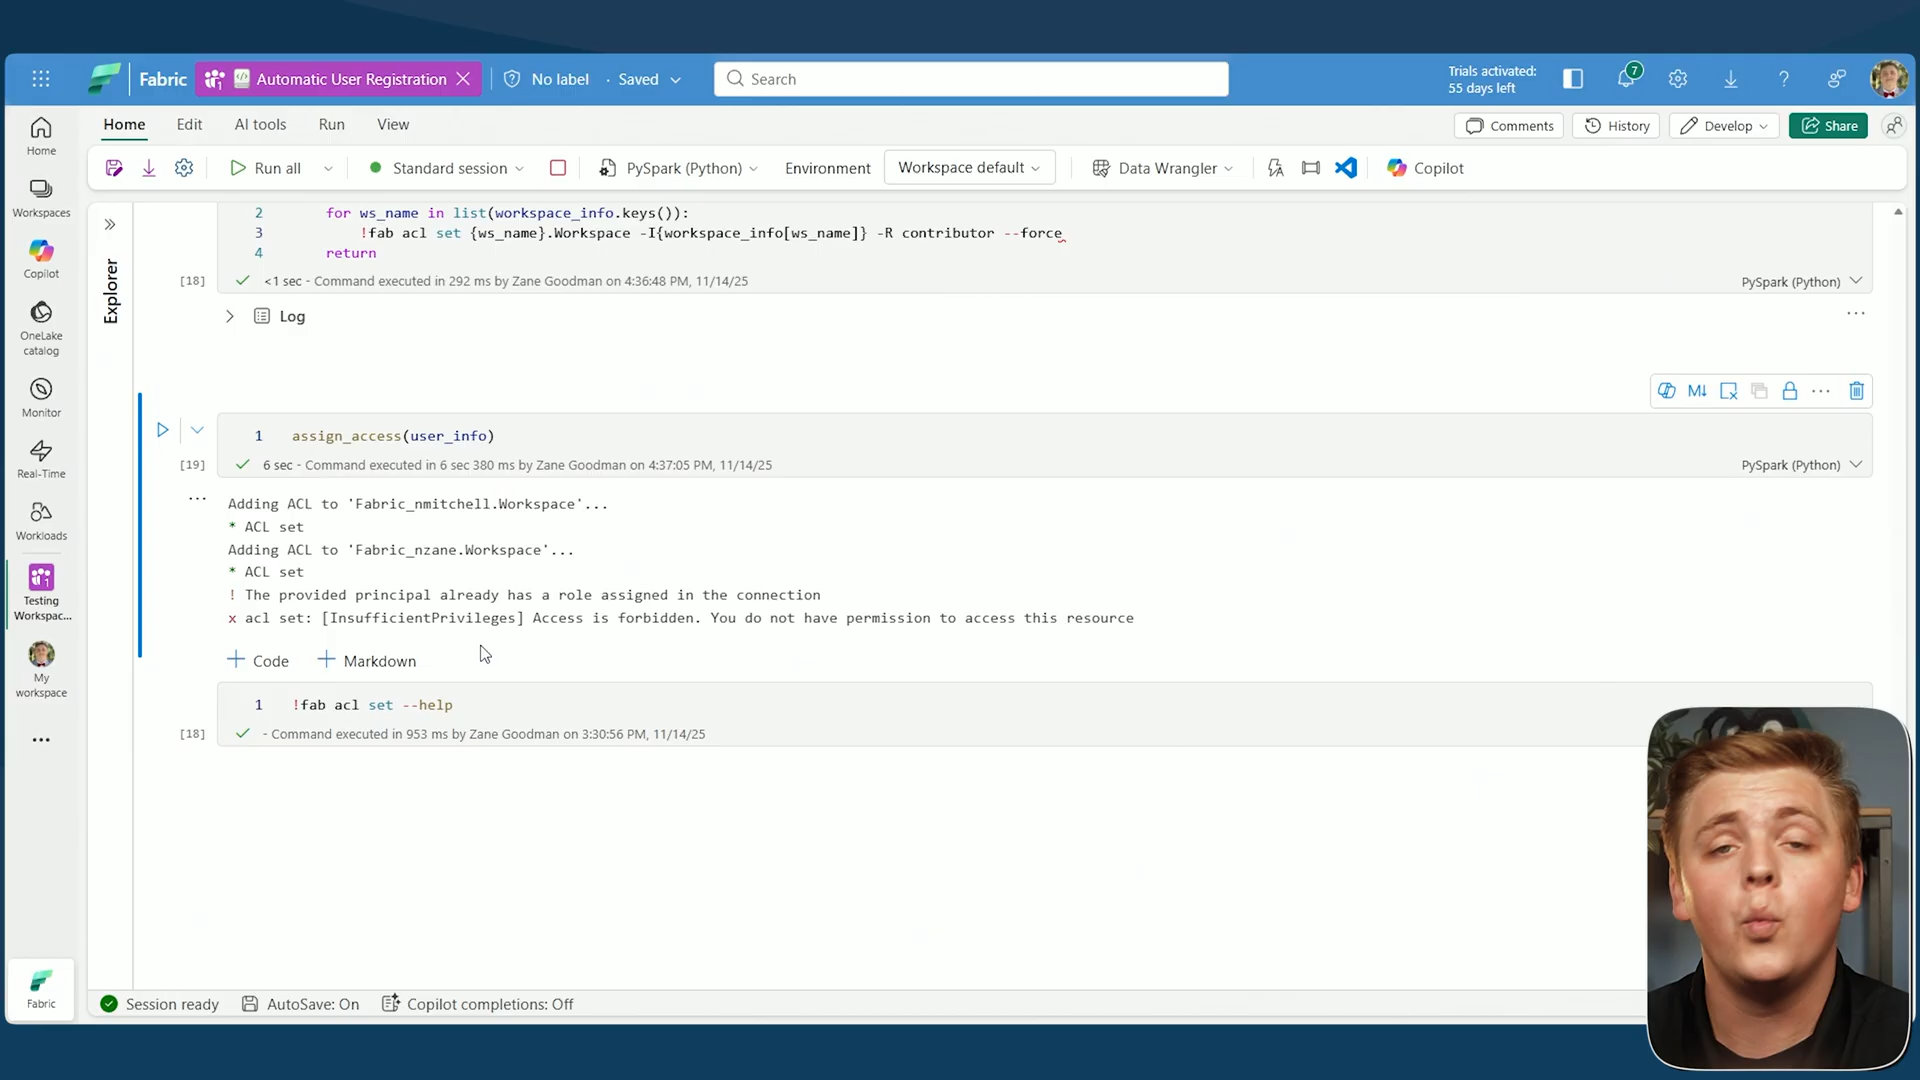 Fabric
Automatic User Registration
No label
Saved
Search
Trials activated:
55 days left
7
?
Home
Edit
AI tools
Run
View
Comments
History
Develop
Share
Run all
Standard session
PySpark (Python)
Environment
Workspace default
Data Wrangler
Copilot
Home
Workspaces
Copilot
OneLake
catalog
Monitor
Real-Time
Workloads
Testing
Workspac...
My
workspace
...
Fabric
Explorer
2 for ws_name in list(workspace_info.keys()):
3 !fab acl set {ws_name}.Workspace -I{workspace_info[ws_name]} -R contributor --force
4 return
[18] <1 sec - Command executed in 292 ms by Zane Goodman on 4:36:48 PM, 11/14/25
PySpark (Python)
Log
...
M↓
...
1 assign_access(user_info)
[19] 6 sec - Command executed in 6 sec 380 ms by Zane Goodman on 4:37:05 PM, 11/14/25
PySpark (Python)
...
Adding ACL to 'Fabric_nmitchell.Workspace'...
* ACL set
Adding ACL to 'Fabric_nzane.Workspace'...
* ACL set
! The provided principal already has a role assigned in the connection
x acl set: [InsufficientPrivileges] Access is forbidden. You do not have permission to access this resource
+ Code + Markdown
1 !fab acl set --help
[18] - Command executed in 953 ms by Zane Goodman on 3:30:56 PM, 11/14/25
Session ready
AutoSave: On
Copilot completions: Off